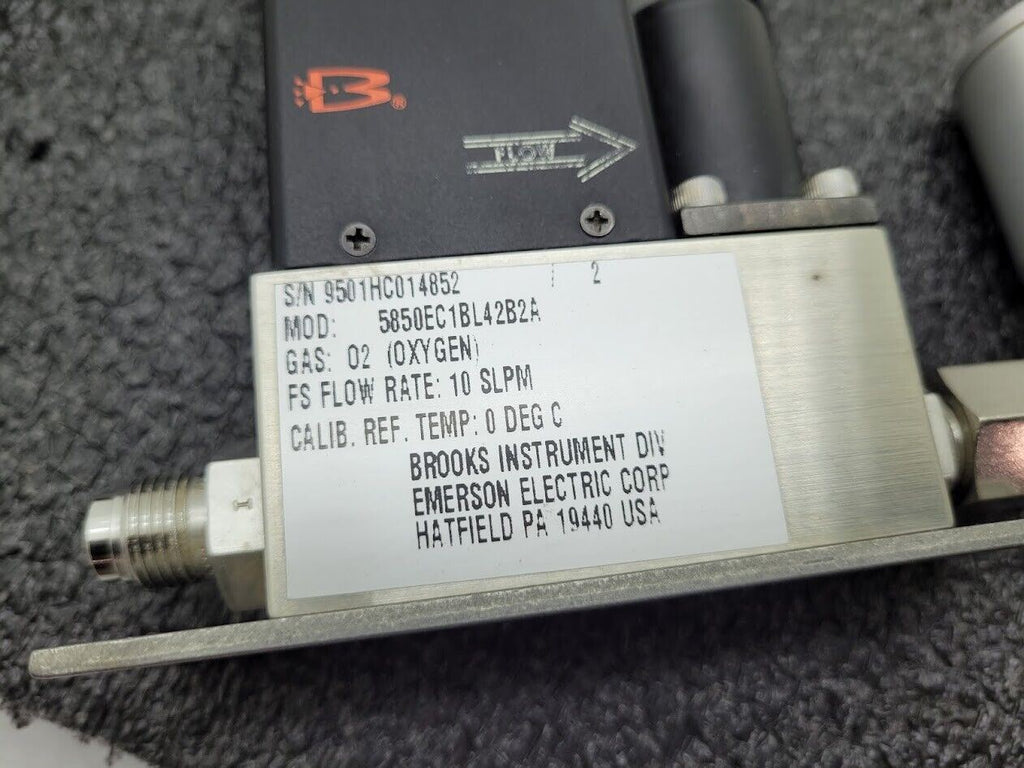 B®
FLOW
S/N 9501HC014852 2
MOD: 5850EC1BL42B2A
GAS: O2 (OXYGEN)
FS FLOW RATE: 10 SLPM
CALIB. REF. TEMP: 0 DEG C
BROOKS INSTRUMENT DIV
EMERSON ELECTRIC CORP
HATFIELD PA 19440 USA